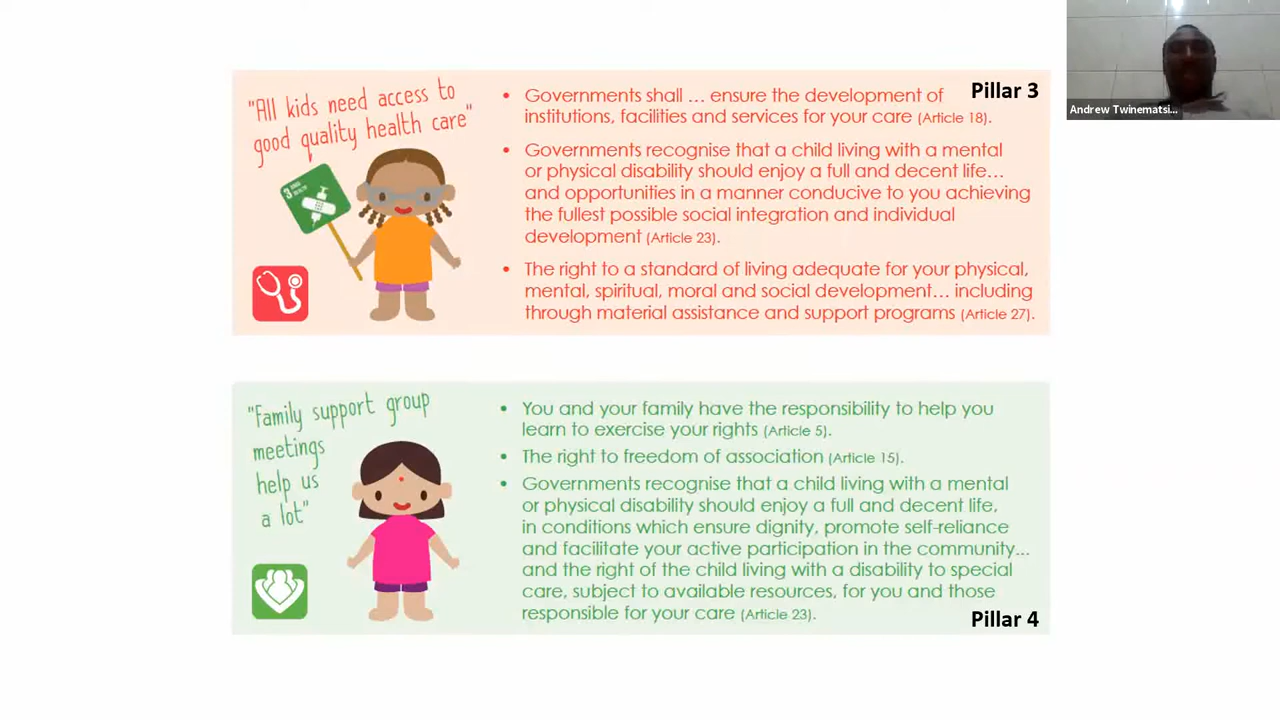 "All kids need access to
good quality health care"
3 GOOD
HEALTH
Pillar 3
• Governments shall … ensure the development of
institutions, facilities and services for your care (Article 18).
• Governments recognise that a child living with a mental
or physical disability should enjoy a full and decent life…
and opportunities in a manner conducive to you achieving
the fullest possible social integration and individual
development (Article 23).
• The right to a standard of living adequate for your physical,
mental, spiritual, moral and social development… including
through material assistance and support programs (Article 27).
Andrew Twinematsi...
"Family support group
meetings
help us
a lot"
• You and your family have the responsibility to help you
learn to exercise your rights (Article 5).
• The right to freedom of association (Article 15).
• Governments recognise that a child living with a mental
or physical disability should enjoy a full and decent life,
in conditions which ensure dignity, promote self-reliance
and facilitate your active participation in the community...
and the right of the child living with a disability to special
care, subject to available resources, for you and those
responsible for your care (Article 23).
Pillar 4